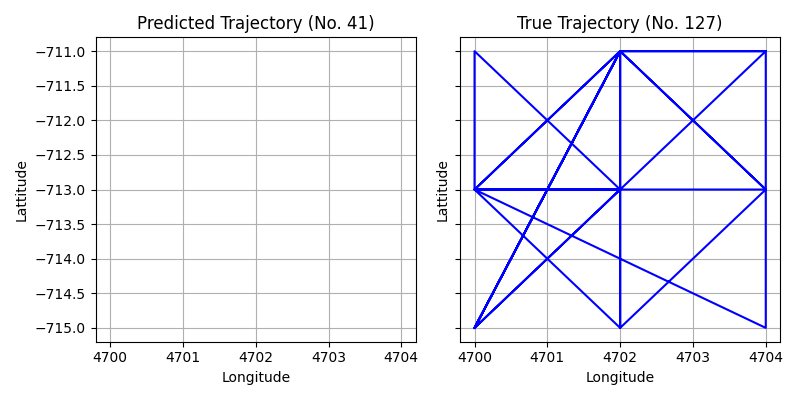 Predicted Trajectory (No. 41)
True Trajectory (No. 127)
Lattitude
−711.0
−711.5
−712.0
−712.5
−713.0
−713.5
−714.0
−714.5
−715.0
4700 4701 4702 4703 4704
Longitude
Lattitude
4700 4701 4702 4703 4704
Longitude